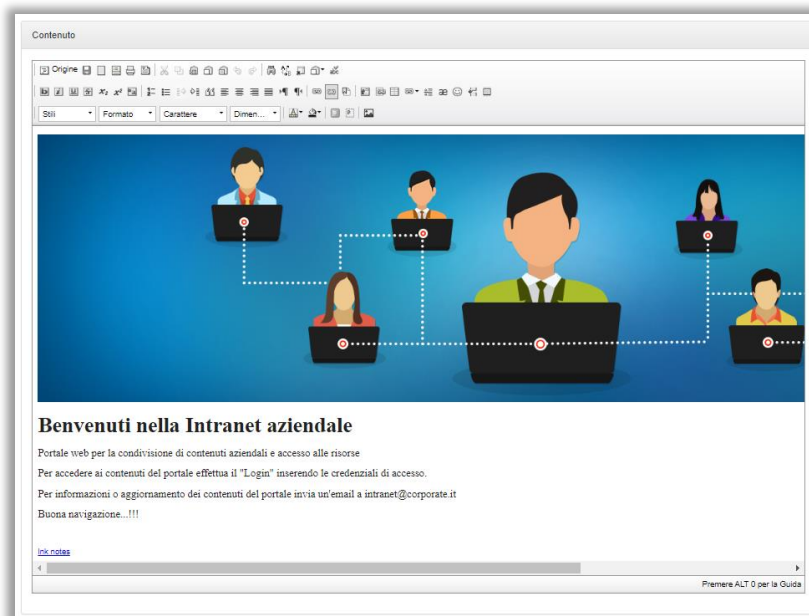 Contenuto
Origine
Stili Formato Carattere Dimen...
Benvenuti nella Intranet aziendale
Portale web per la condivisione di contenuti aziendali e accesso alle risorse
Per accedere ai contenuti del portale effettua il "Login" inserendo le credenziali di accesso.
Per informazioni o aggiornamento dei contenuti del portale invia un'email a intranet@corporate.it
Buona navigazione...!!!
Ink notes
Premere ALT 0 per la Guida